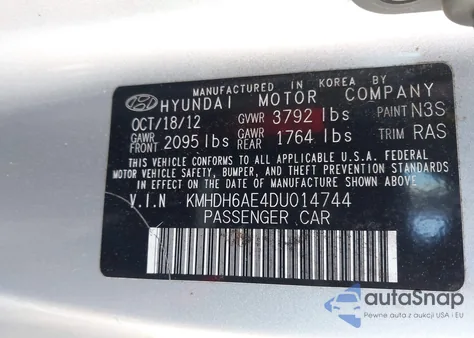 MANUFACTURED IN KOREA BY
HYUNDAI MOTOR COMPANY
OCT/18/12 GVWR 3792 lbs PAINT N3S
GAWR FRONT 2095 lbs GAWR REAR 1764 lbs TRIM RAS
THIS VEHICLE CONFORMS TO ALL APPLICABLE U.S.A. FEDERAL
MOTOR VEHICLE SAFETY, BUMPER, AND THEFT PREVENTION STANDARDS
IN EFFECT ON THE DATE OF MANUFACTURE SHOWN ABOVE.
V.I.N KMHDH6AE4DU014744
PASSENGER CAR
autoSnap
Pewne auta z USA i EU